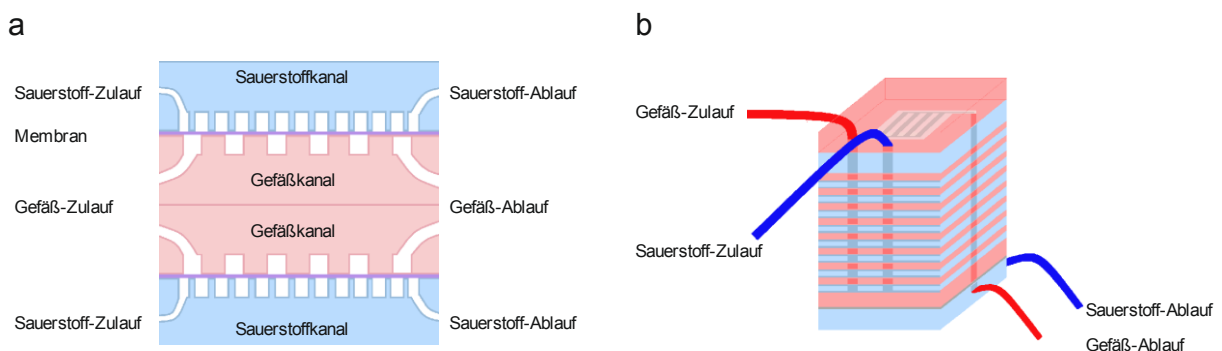 a
Sauerstoffkanal
Sauerstoff-Zulauf
Sauerstoff-Ablauf
Membran
Gefäßkanal
Gefäß-Zulauf
Gefäß-Ablauf
Gefäßkanal
Sauerstoff-Zulauf
Sauerstoffkanal
Sauerstoff-Ablauf
b
Gefäß-Zulauf
Sauerstoff-Zulauf
Sauerstoff-Ablauf
Gefäß-Ablauf